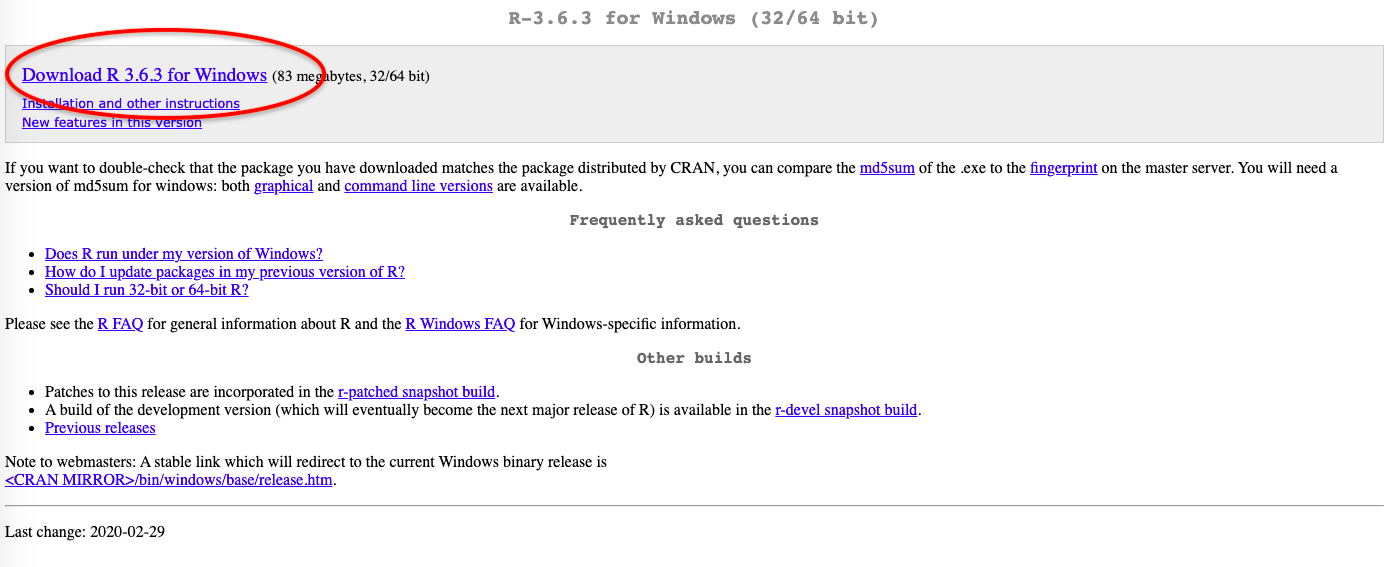 R-3.6.3 for Windows (32/64 bit)
Download R 3.6.3 for Windows (83 megabytes, 32/64 bit)
Installation and other instructions
New features in this version
If you want to double-check that the package you have downloaded matches the package distributed by CRAN, you can compare the md5sum of the .exe to the fingerprint on the master server. You will need a
version of md5sum for windows: both graphical and command line versions are available.
Frequently asked questions
• Does R run under my version of Windows?
• How do I update packages in my previous version of R?
• Should I run 32-bit or 64-bit R?
Please see the R FAQ for general information about R and the R Windows FAQ for Windows-specific information.
Other builds
• Patches to this release are incorporated in the r-patched snapshot build.
• A build of the development version (which will eventually become the next major release of R) is available in the r-devel snapshot build.
• Previous releases
Note to webmasters: A stable link which will redirect to the current Windows binary release is
<CRAN MIRROR>/bin/windows/base/release.htm.
Last change: 2020-02-29